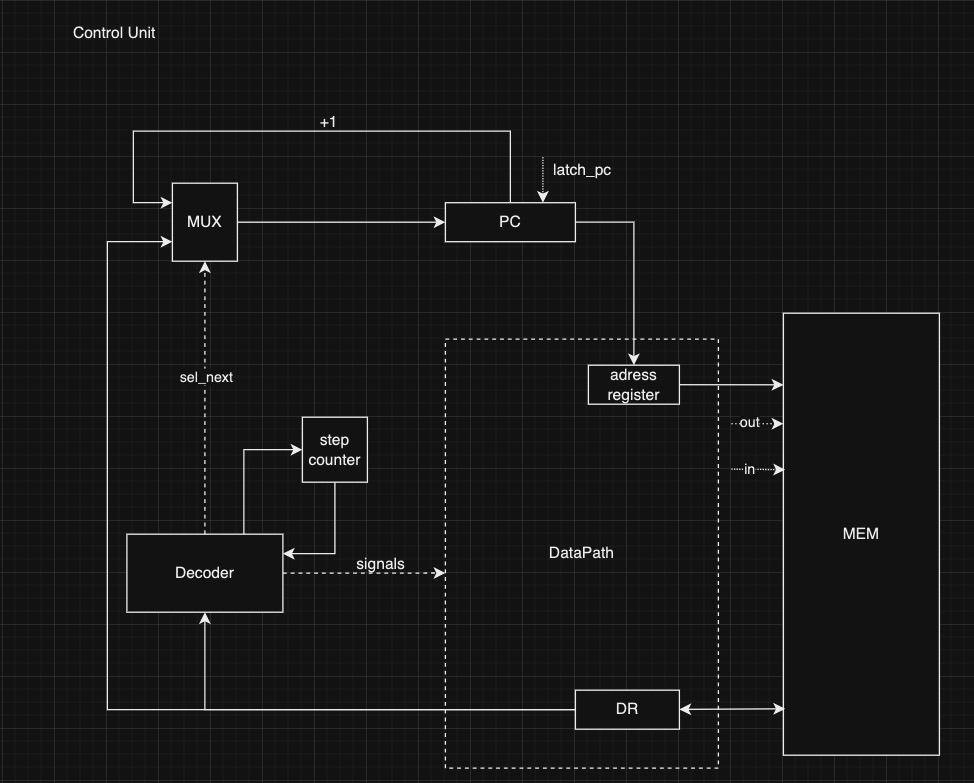 Control Unit
+1
latch_pc
MUX
PC
adress
register
sel_next
out
step
counter
in
MEM
DataPath
signals
Decoder
DR